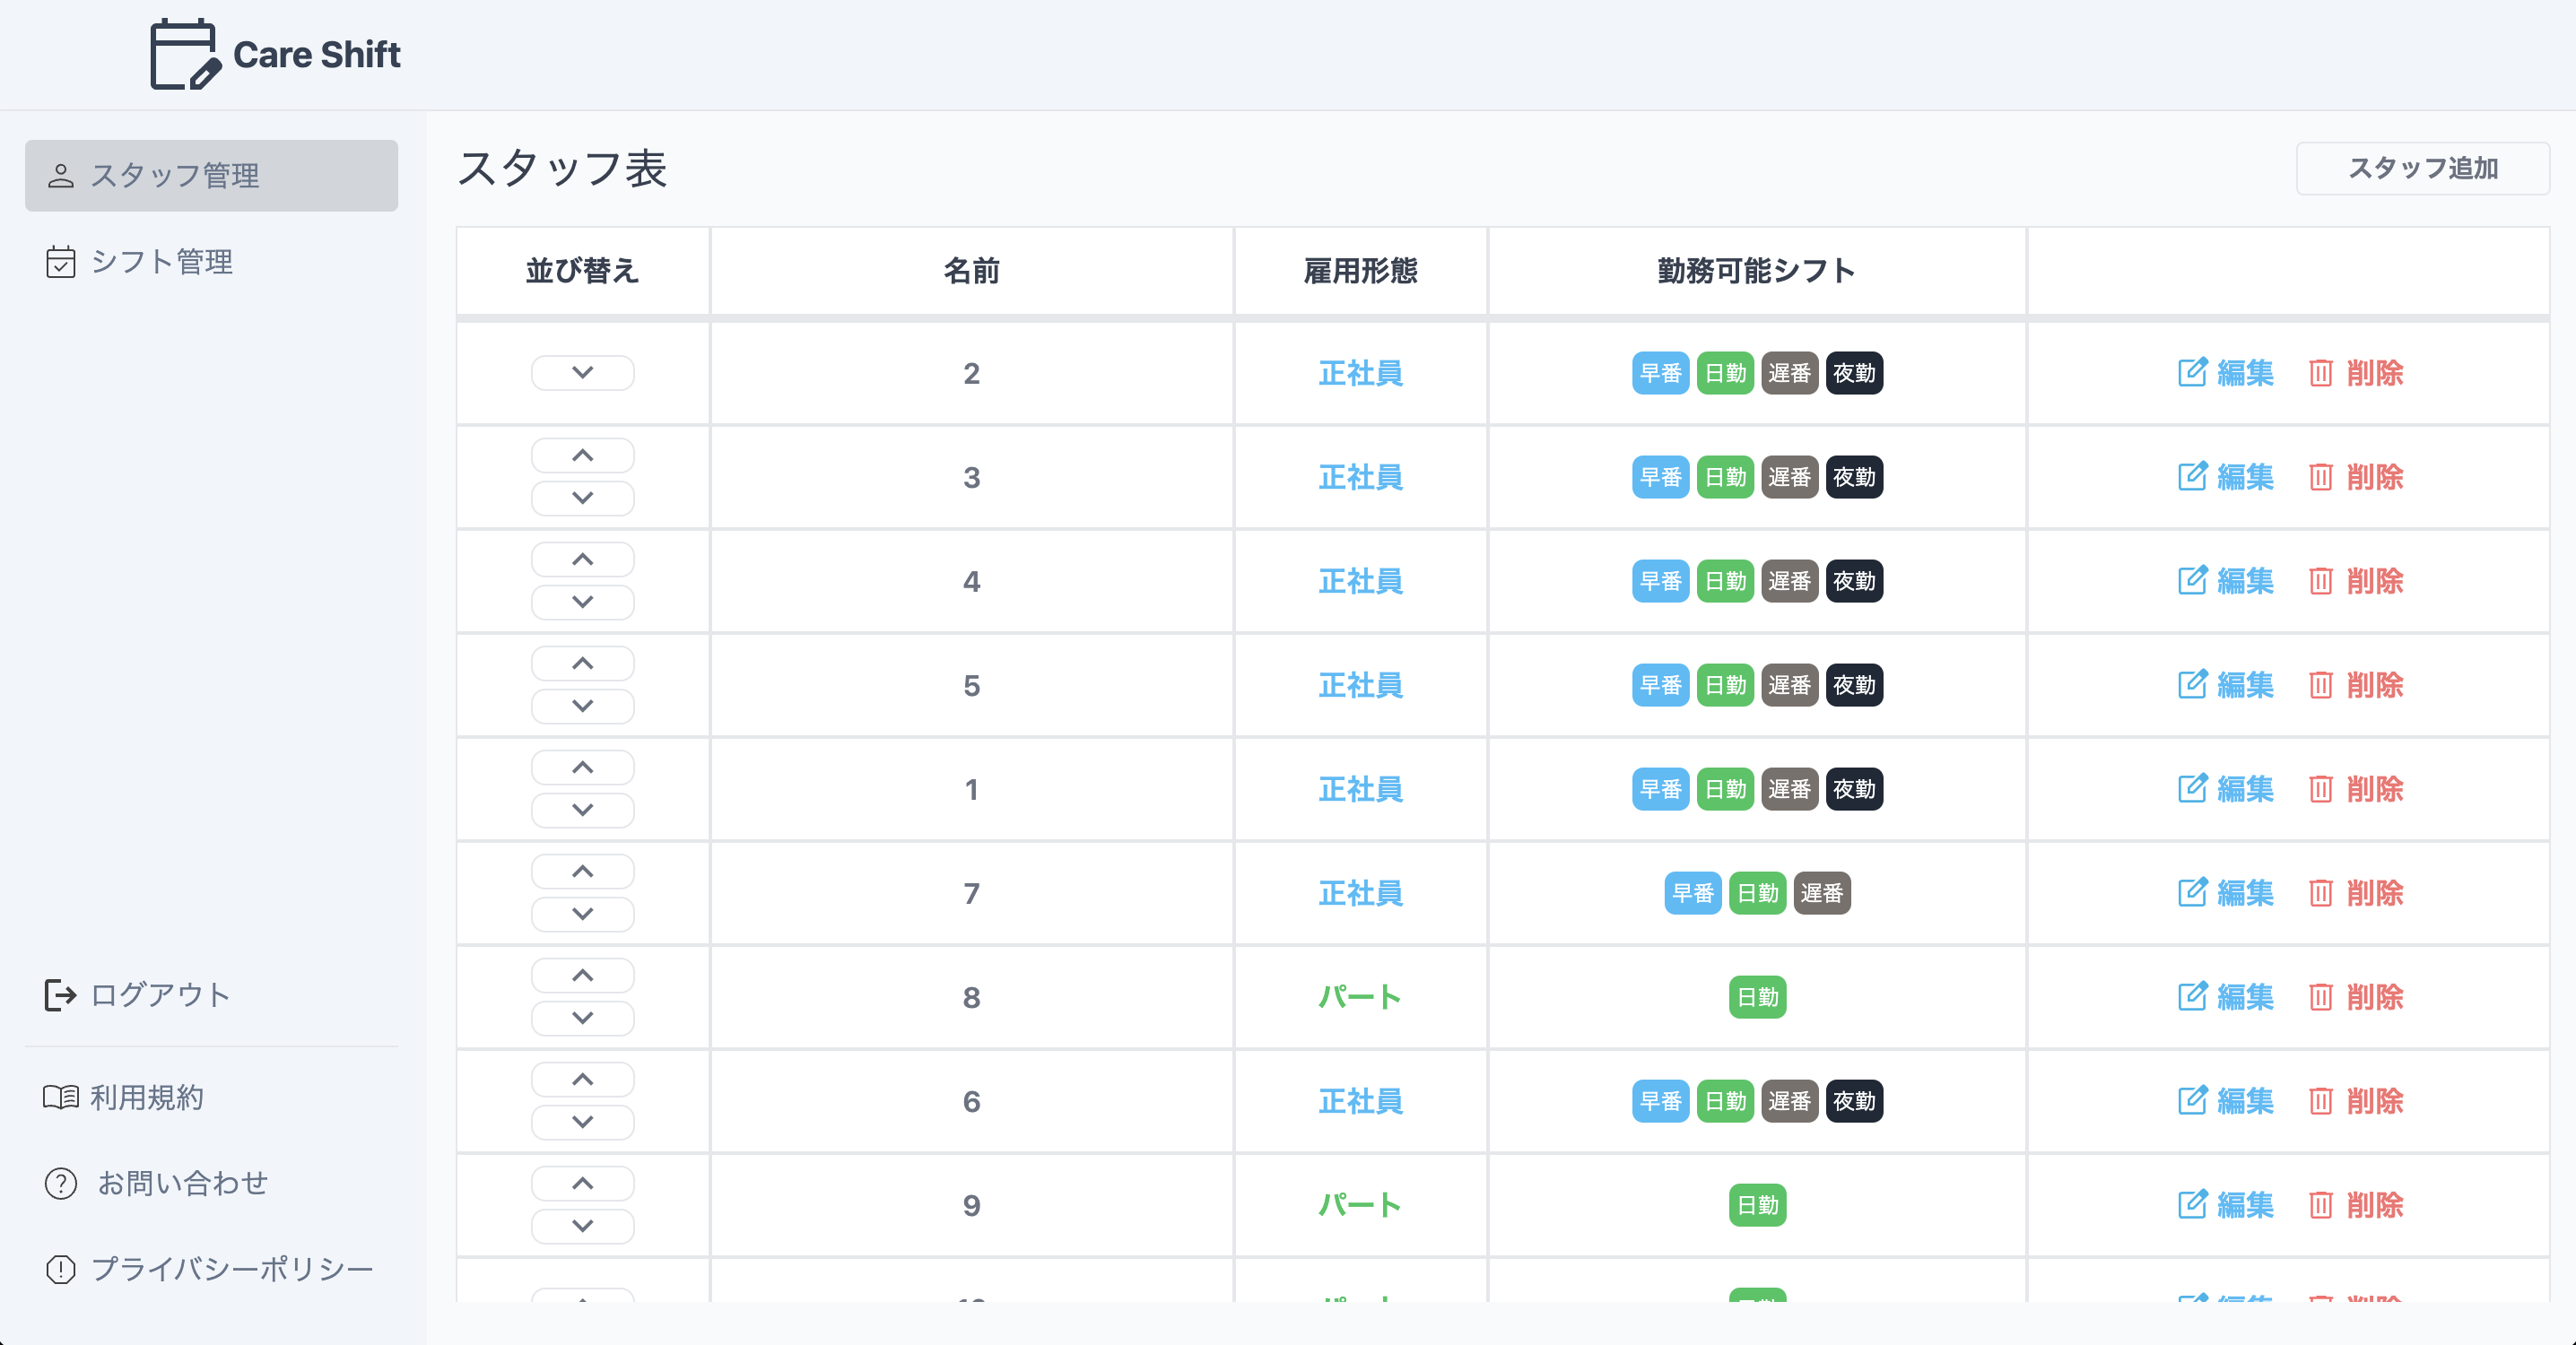 Care Shift
スタッフ管理
シフト管理
ログアウト
利用規約
お問い合わせ
プライバシーポリシー
スタッフ表
スタッフ追加
並び替え 名前 雇用形態 勤務可能シフト
2 正社員 早番 日勤 遅番 夜勤 編集 削除
3 正社員 早番 日勤 遅番 夜勤 編集 削除
4 正社員 早番 日勤 遅番 夜勤 編集 削除
5 正社員 早番 日勤 遅番 夜勤 編集 削除
1 正社員 早番 日勤 遅番 夜勤 編集 削除
7 正社員 早番 日勤 遅番 編集 削除
8 パート 日勤 編集 削除
6 正社員 早番 日勤 遅番 夜勤 編集 削除
9 パート 日勤 編集 削除
パート 日勤 編集 削除